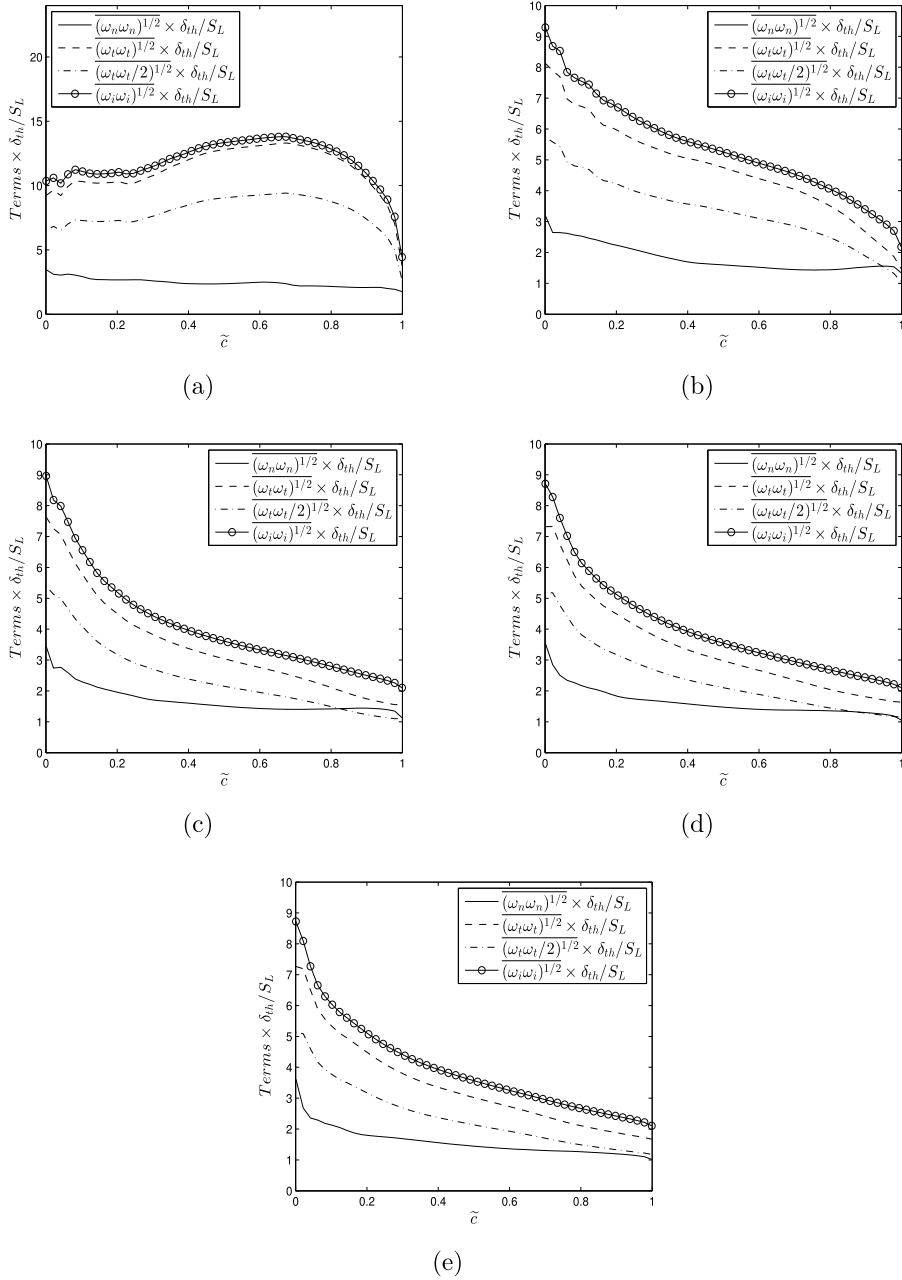 $\overline{(\omega_n\omega_n)^{1/2}} \times \delta_{th}/S_L$
$\overline{(\omega_t\omega_t)^{1/2}} \times \delta_{th}/S_L$
$\overline{(\omega_t\omega_t/2)^{1/2}} \times \delta_{th}/S_L$
$\overline{(\omega_i\omega_i)^{1/2}} \times \delta_{th}/S_L$
$Terms \times \delta_{th}/S_L$
20
15
10
5
0
0 0.2 0.4 0.6 0.8 1
$\widetilde{c}$
(a)
$\overline{(\omega_n\omega_n)^{1/2}} \times \delta_{th}/S_L$
$\overline{(\omega_t\omega_t)^{1/2}} \times \delta_{th}/S_L$
$\overline{(\omega_t\omega_t/2)^{1/2}} \times \delta_{th}/S_L$
$\overline{(\omega_i\omega_i)^{1/2}} \times \delta_{th}/S_L$
$Terms \times \delta_{th}/S_L$
10
9
8
7
6
5
4
3
2
1
0
0 0.2 0.4 0.6 0.8 1
$\widetilde{c}$
(b)
$\overline{(\omega_n\omega_n)^{1/2}} \times \delta_{th}/S_L$
$\overline{(\omega_t\omega_t)^{1/2}} \times \delta_{th}/S_L$
$\overline{(\omega_t\omega_t/2)^{1/2}} \times \delta_{th}/S_L$
$\overline{(\omega_i\omega_i)^{1/2}} \times \delta_{th}/S_L$
$Terms \times \delta_{th}/S_L$
10
9
8
7
6
5
4
3
2
1
0
0 0.2 0.4 0.6 0.8 1
$\widetilde{c}$
(c)
$\overline{(\omega_n\omega_n)^{1/2}} \times \delta_{th}/S_L$
$\overline{(\omega_t\omega_t)^{1/2}} \times \delta_{th}/S_L$
$\overline{(\omega_t\omega_t/2)^{1/2}} \times \delta_{th}/S_L$
$\overline{(\omega_i\omega_i)^{1/2}} \times \delta_{th}/S_L$
$Terms \times \delta_{th}/S_L$
10
9
8
7
6
5
4
3
2
1
0
0 0.2 0.4 0.6 0.8 1
$\widetilde{c}$
(d)
$\overline{(\omega_n\omega_n)^{1/2}} \times \delta_{th}/S_L$
$\overline{(\omega_t\omega_t)^{1/2}} \times \delta_{th}/S_L$
$\overline{(\omega_t\omega_t/2)^{1/2}} \times \delta_{th}/S_L$
$\overline{(\omega_i\omega_i)^{1/2}} \times \delta_{th}/S_L$
$Terms \times \delta_{th}/S_L$
10
9
8
7
6
5
4
3
2
1
0
0 0.2 0.4 0.6 0.8 1
$\widetilde{c}$
(e)